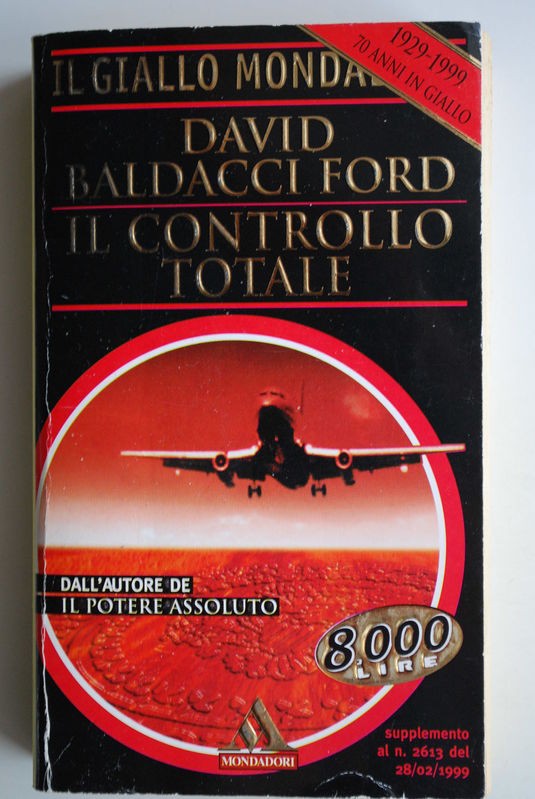 IL GIALLO MONDA
1929-1999
70 ANNI IN GIALLO
DAVID
BALDACCI FORD
IL CONTROLLO
TOTALE
DALL'AUTORE DE
IL POTERE ASSOLUTO
8.000
LIRE
MONDADORI
supplemento
al n. 2613 del
28/02/1999